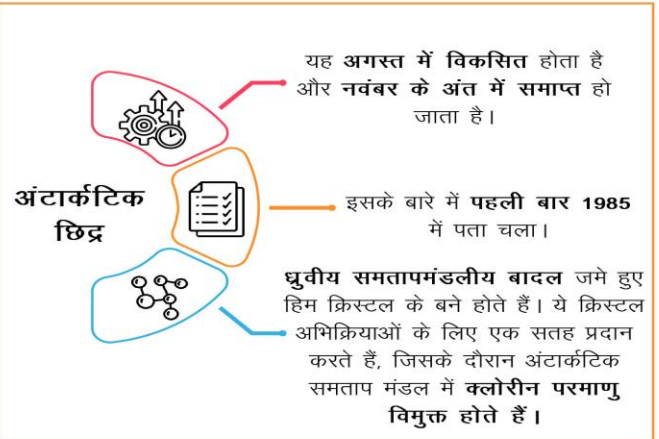 यह अगस्त में विकसित होता है
और नवंबर के अंत में समाप्त हो
जाता है।
अंटार्कटिक
छिद्र
इसके बारे में पहली बार 1985
में पता चला।
ध्रुवीय समतापमंडलीय बादल जमे हुए
हिम क्रिस्टल के बने होते हैं। ये क्रिस्टल
अभिक्रियाओं के लिए एक सतह प्रदान
करते हैं, जिसके दौरान अंटार्कटिक
समताप मंडल में क्लोरीन परमाणु
विमुक्त होते हैं।